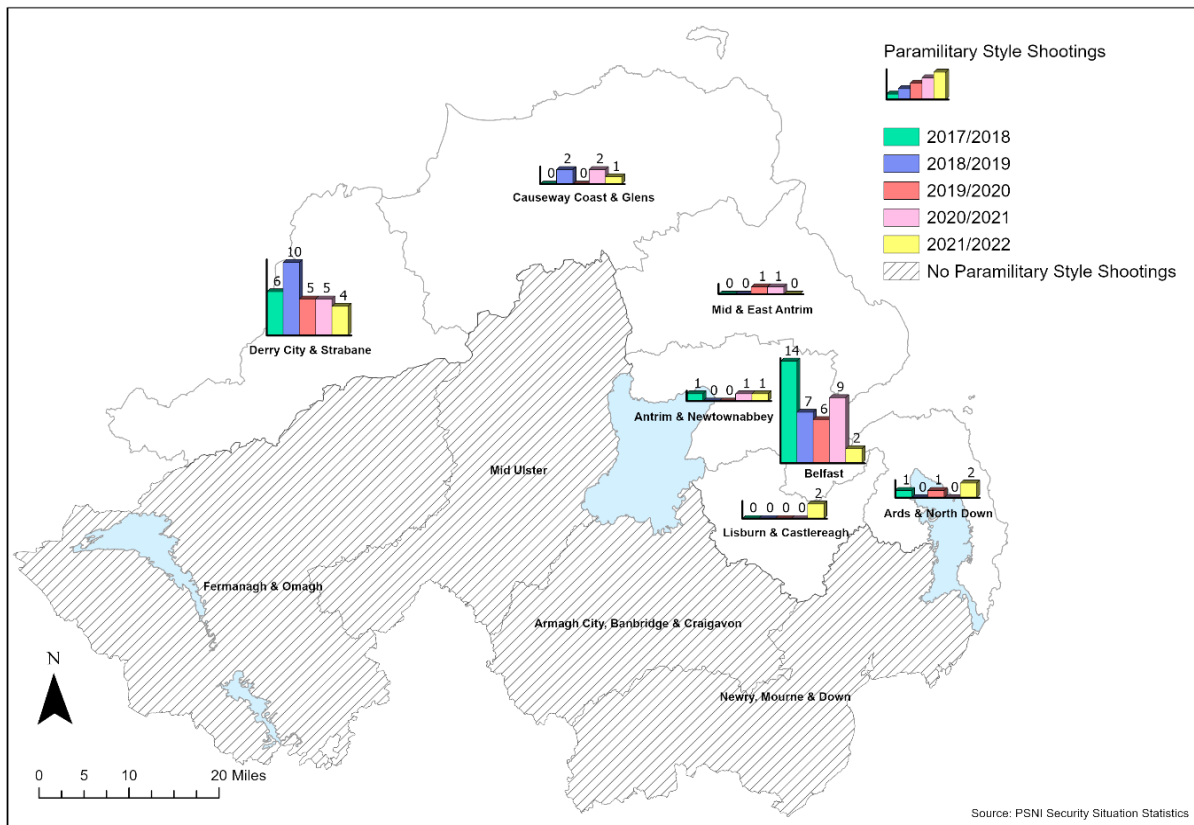 Paramilitary Style Shootings
2017/2018
2018/2019
2019/2020
2020/2021
2021/2022
No Paramilitary Style Shootings
0 2 0 2 1
Causeway Coast & Glens
6 10 5 5 4
Derry City & Strabane
0 0 1 1 0
Mid & East Antrim
1 0 0 1 1
Antrim & Newtownabbey
14 7 6 9 2
Belfast
Mid Ulster
0 0 0 0 2
Lisburn & Castlereagh
1 0 1 0 2
Ards & North Down
Fermanagh & Omagh
Armagh City, Banbridge & Craigavon
Newry, Mourne & Down
N
0 5 10 20 Miles
Source: PSNI Security Situation Statistics